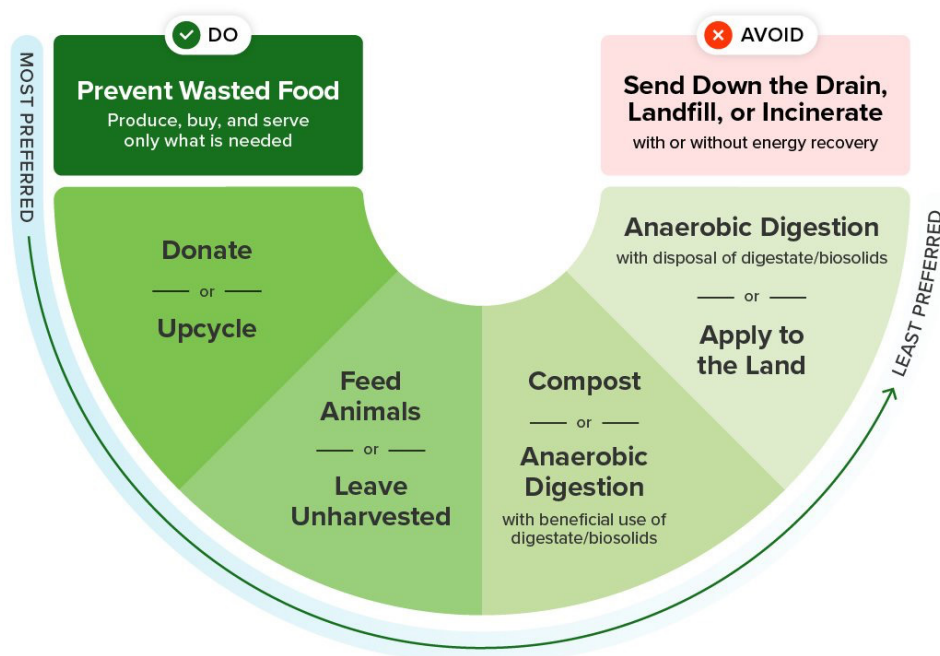 DO
Prevent Wasted Food
Produce, buy, and serve
only what is needed
AVOID
Send Down the Drain,
Landfill, or Incinerate
with or without energy recovery
MOST PREFERRED
Donate
or
Upcycle
Feed
Animals
or
Leave
Unharvested
Compost
or
Anaerobic
Digestion
with beneficial use of
digestate/biosolids
Anaerobic Digestion
with disposal of digestate/biosolids
or
Apply to
the Land
LEAST PREFERRED